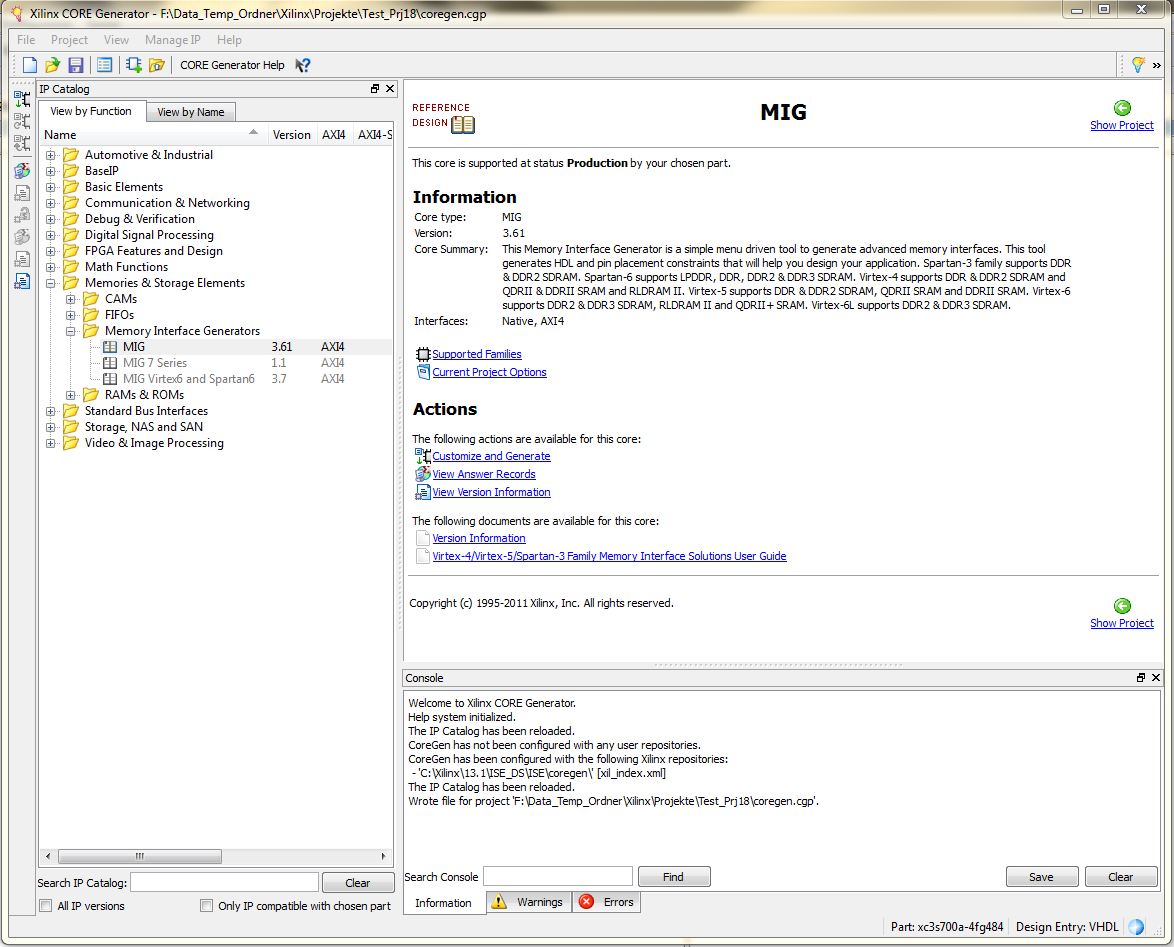 Xilinx CORE Generator - F:\Data_Temp_Ordner\Xilinx\Projekte\Test_Prj18\coregen.cgp
File Project View Manage IP Help
CORE Generator Help
IP Catalog
View by Function View by Name
Name Version AXI4 AXI4-S
Automotive & Industrial
BaseIP
Basic Elements
Communication & Networking
Debug & Verification
Digital Signal Processing
FPGA Features and Design
Math Functions
Memories & Storage Elements
CAMs
FIFOs
Memory Interface Generators
MIG 3.61 AXI4
MIG 7 Series 1.1 AXI4
MIG Virtex6 and Spartan6 3.7 AXI4
RAMs & ROMs
Standard Bus Interfaces
Storage, NAS and SAN
Video & Image Processing
Search IP Catalog: Clear
All IP versions Only IP compatible with chosen part
REFERENCE
DESIGN
MIG
Show Project
This core is supported at status Production by your chosen part.
Information
Core type: MIG
Version: 3.61
Core Summary: This Memory Interface Generator is a simple menu driven tool to generate advanced memory interfaces. This tool
generates HDL and pin placement constraints that will help you design your application. Spartan-3 family supports DDR
& DDR2 SDRAM. Spartan-6 supports LPDDR, DDR, DDR2 & DDR3 SDRAM. Virtex-4 supports DDR & DDR2 SDRAM and
QDRII & DDRII SRAM and RLDRAM II. Virtex-5 supports DDR & DDR2 SDRAM, QDRII SRAM and DDRII SRAM. Virtex-6
supports DDR2 & DDR3 SDRAM, RLDRAM II and QDRII+ SRAM. Virtex-6L supports DDR2 & DDR3 SDRAM.
Interfaces: Native, AXI4
Supported Families
Current Project Options
Actions
The following actions are available for this core:
Customize and Generate
View Answer Records
View Version Information
The following documents are available for this core:
Version Information
Virtex-4/Virtex-5/Spartan-3 Family Memory Interface Solutions User Guide
Copyright (c) 1995-2011 Xilinx, Inc. All rights reserved.
Show Project
Console
Welcome to Xilinx CORE Generator.
Help system initialized.
The IP Catalog has been reloaded.
CoreGen has not been configured with any user repositories.
CoreGen has been configured with the following Xilinx repositories:
- 'C:\Xilinx\13.1\ISE_DS\ISE\coregen\' [xil_index.xml]
The IP Catalog has been reloaded.
Wrote file for project 'F:\Data_Temp_Ordner\Xilinx\Projekte\Test_Prj18\coregen.cgp'.
Search Console Find Save Clear
Information Warnings Errors
Part: xc3s700a-4fg484 Design Entry: VHDL